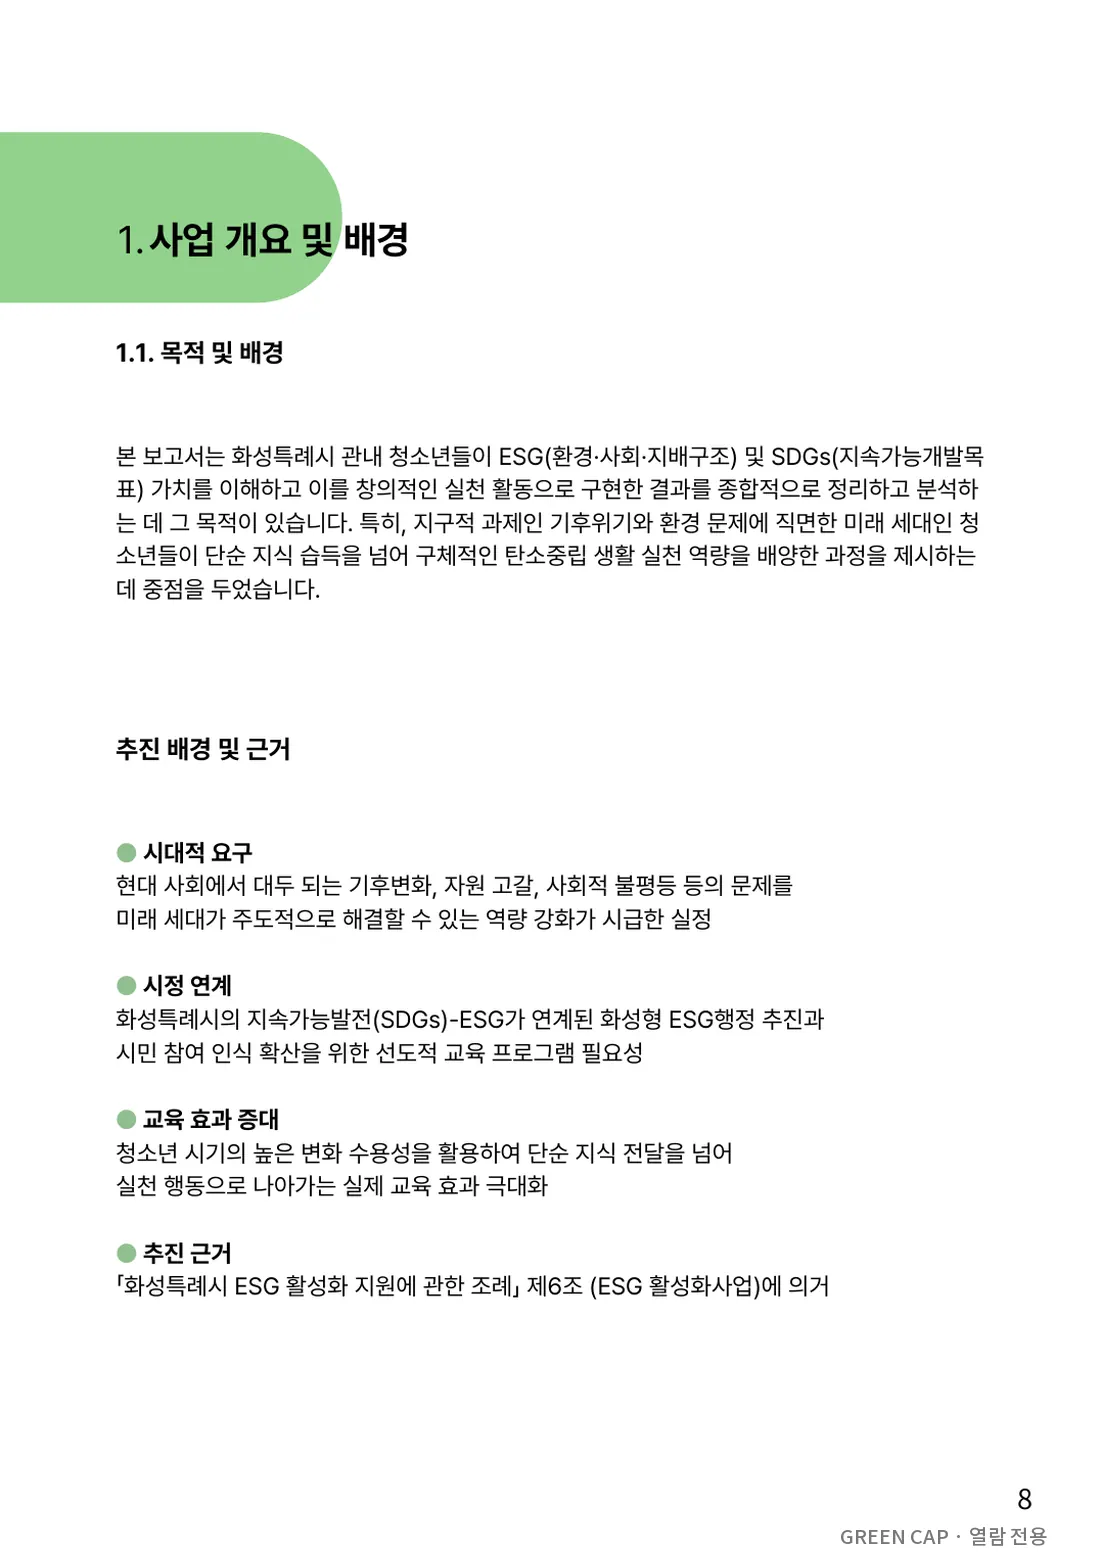 1. 사업 개요 및 배경
1.1. 목적 및 배경
본 보고서는 화성특례시 관내 청소년들이 ESG(환경·사회·지배구조) 및 SDGs(지속가능개발목
표) 가치를 이해하고 이를 창의적인 실천 활동으로 구현한 결과를 종합적으로 정리하고 분석하
는 데 그 목적이 있습니다. 특히, 지구적 과제인 기후위기와 환경 문제에 직면한 미래 세대인 청
소년들이 단순 지식 습득을 넘어 구체적인 탄소중립 생활 실천 역량을 배양한 과정을 제시하는
데 중점을 두었습니다.
추진 배경 및 근거
● 시대적 요구
현대 사회에서 대두 되는 기후변화, 자원 고갈, 사회적 불평등 등의 문제를
미래 세대가 주도적으로 해결할 수 있는 역량 강화가 시급한 실정
● 시정 연계
화성특례시의 지속가능발전(SDGs)-ESG가 연계된 화성형 ESG행정 추진과
시민 참여 인식 확산을 위한 선도적 교육 프로그램 필요성
● 교육 효과 증대
청소년 시기의 높은 변화 수용성을 활용하여 단순 지식 전달을 넘어
실천 행동으로 나아가는 실제 교육 효과 극대화
● 추진 근거
「화성특례시 ESG 활성화 지원에 관한 조례」 제6조 (ESG 활성화사업)에 의거
8
GREEN CAP · 열람 전용